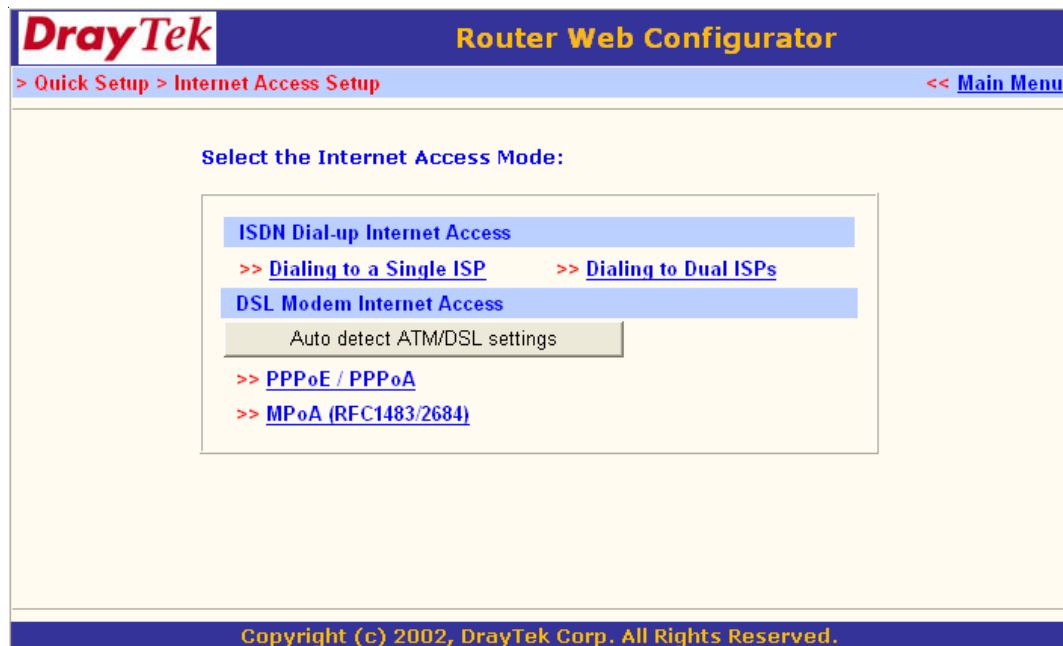 DrayTek Router Web Configurator
> Quick Setup > Internet Access Setup << Main Menu
Select the Internet Access Mode:
ISDN Dial-up Internet Access
>> Dialing to a Single ISP >> Dialing to Dual ISPs
DSL Modem Internet Access
Auto detect ATM/DSL settings
>> PPPoE / PPPoA
>> MPoA (RFC1483/2684)
Copyright (c) 2002, DrayTek Corp. All Rights Reserved.